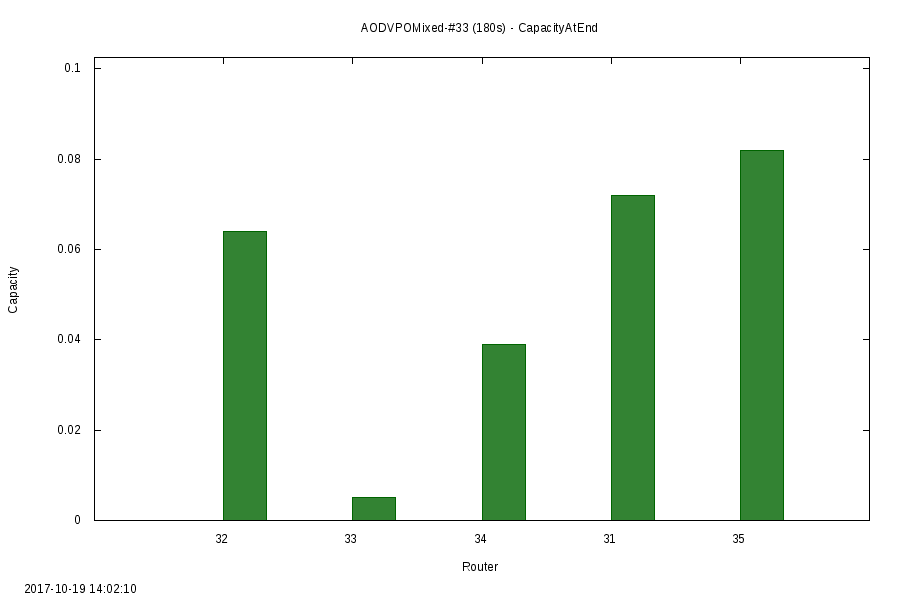 AODVPOMixed-#33 (180s) - CapacityAtEnd
0.1
0.08
0.06
0.04
0.02
0
Capacity
32 33 34 31 35
Router
2017-10-19 14:02:10